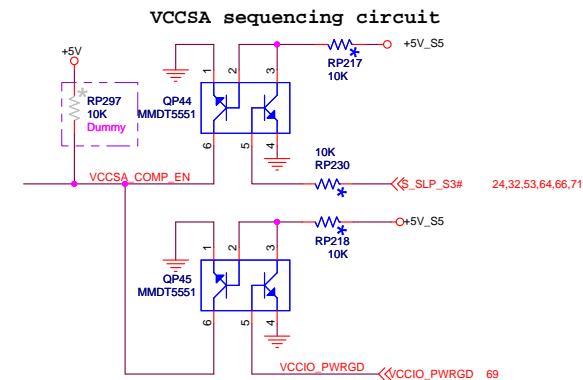 VCCSA sequencing circuit
+5V
+5V_S5
1
2
3
RP217
10K
RP297
10K
Dummy
QP44
MMDT5551
6
5
4
10K
RP230
VCCSA_COMP_EN
S_SLP_S3# 24,32,53,64,66,71
+5V_S5
1
2
3
RP218
10K
QP45
MMDT5551
6
5
4
VCCIO_PWRGD
VCCIO_PWRGD 69